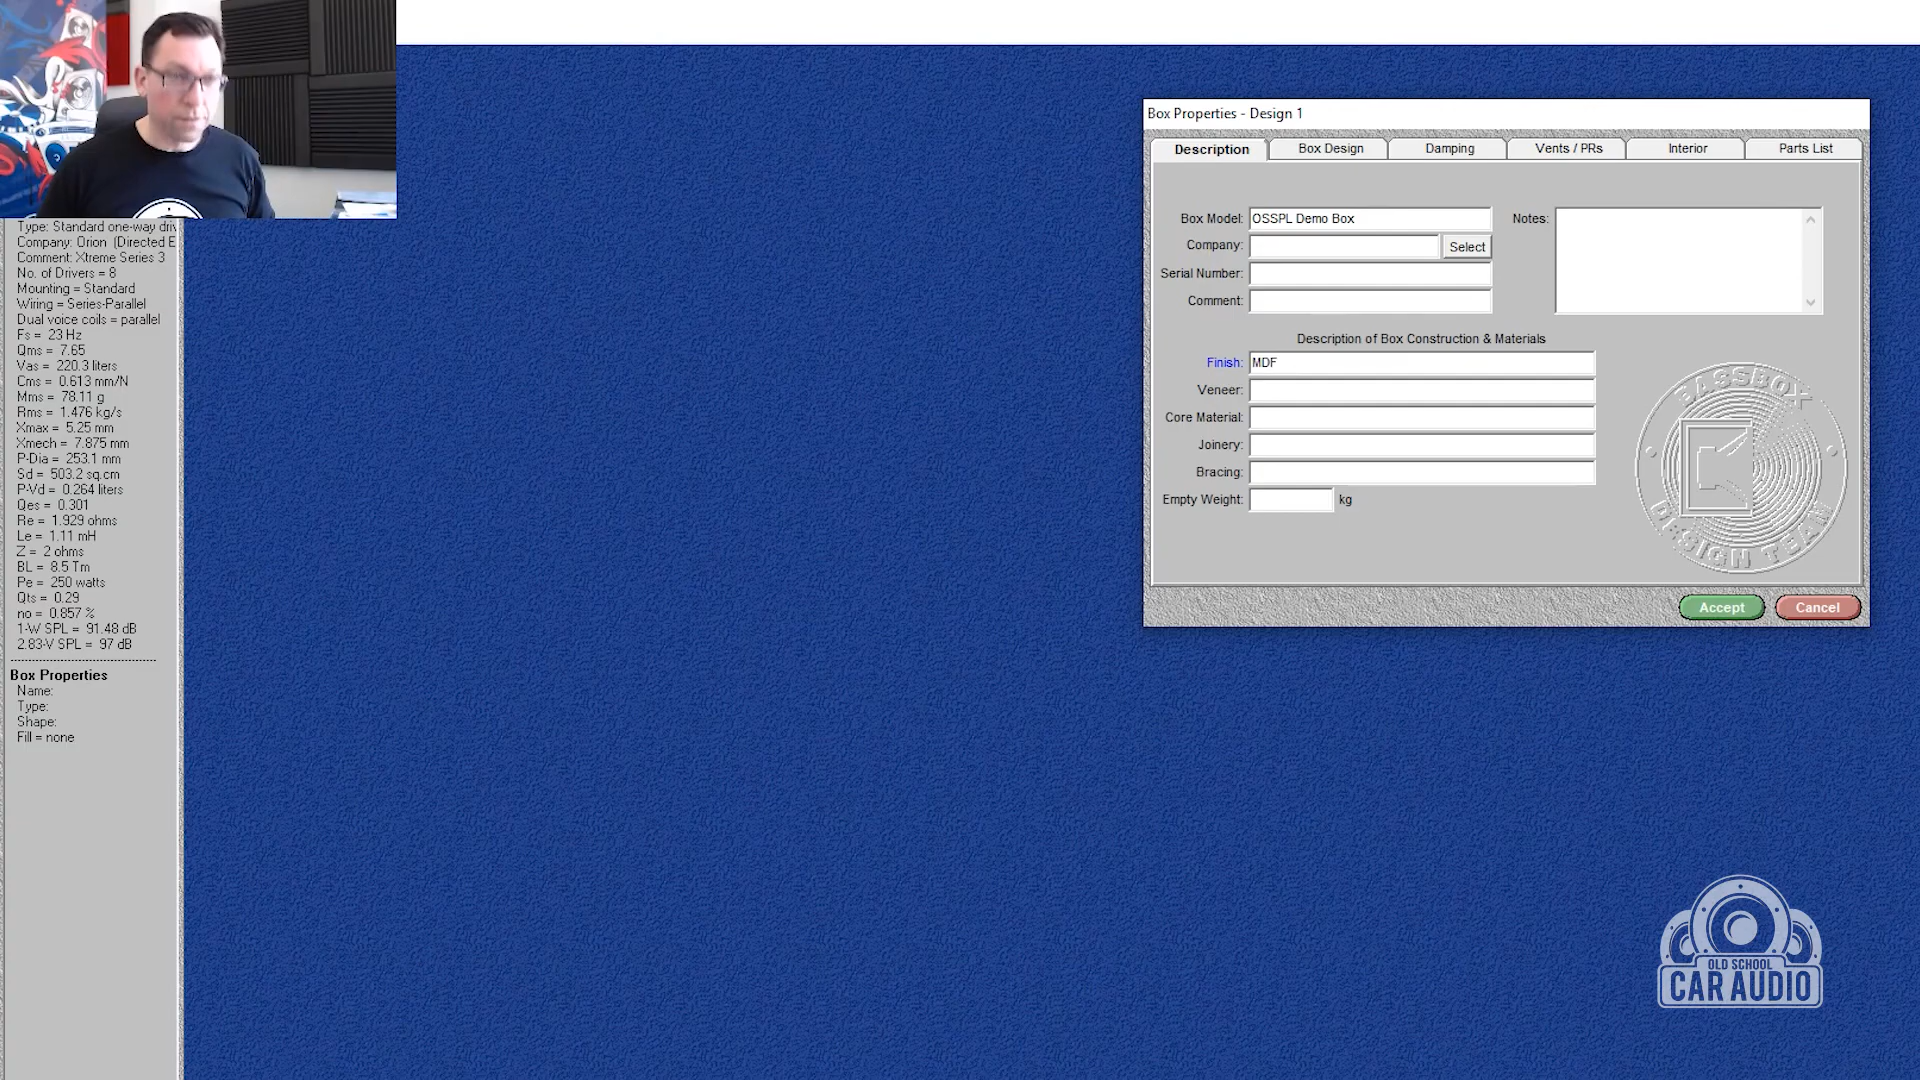 Type: Standard one-way driv
Company: Orion (Directed E
Comment: Xtreme Series 3
No. of Drivers = 8
Mounting = Standard
Wiring = Series-Parallel
Dual voice coils = parallel
Fs = 23 Hz
Qms = 7.65
Vas = 220.3 liters
Cms = 0.613 mm/N
Mms = 78.11 g
Rms = 1.476 kg/s
Xmax = 5.25 mm
Xmech = 7.875 mm
P-Dia = 253.1 mm
Sd = 503.2 sq.cm
P-Vd = 0.264 liters
Qes = 0.301
Re = 1.929 ohms
Le = 1.11 mH
Z = 2 ohms
BL = 8.5 Tm
Pe = 250 watts
Qts = 0.29
no = 0.857 %
1-W SPL = 91.48 dB
2.83-V SPL = 97 dB
Box Properties
Name:
Type:
Shape:
Fill = none
Box Properties - Design 1
Description Box Design Damping Vents / PRs Interior Parts List
Box Model: OSSPL Demo Box Notes:
Company: Select
Serial Number:
Comment:
Description of Box Construction & Materials
Finish: MDF
Veneer:
Core Material:
Joinery:
Bracing:
Empty Weight: kg
BASSBOX
DESIGN TEAM
Accept Cancel
OLD SCHOOL
CAR AUDIO